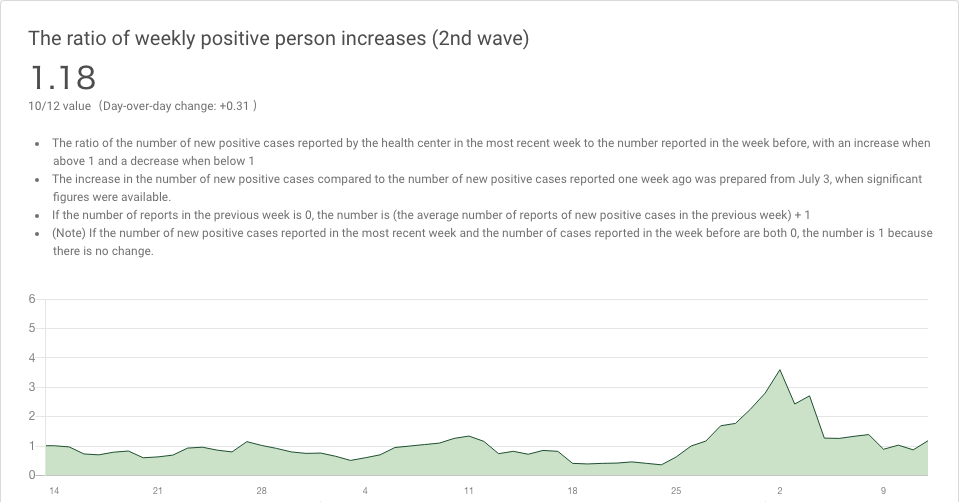 The ratio of weekly positive person increases (2nd wave)
1.18
10/12 value（Day-over-day change: +0.31 ）
• The ratio of the number of new positive cases reported by the health center in the most recent week to the number reported in the week before, with an increase when
above 1 and a decrease when below 1
• The increase in the number of new positive cases compared to the number of new positive cases reported one week ago was prepared from July 3, when significant
figures were available.
• If the number of reports in the previous week is 0, the number is (the average number of reports of new positive cases in the previous week) + 1
• (Note) If the number of new positive cases reported in the most recent week and the number of cases reported in the week before are both 0, the number is 1 because
there is no change.
6
5
4
3
2
1
0
14 21 28 4 11 18 25 2 9